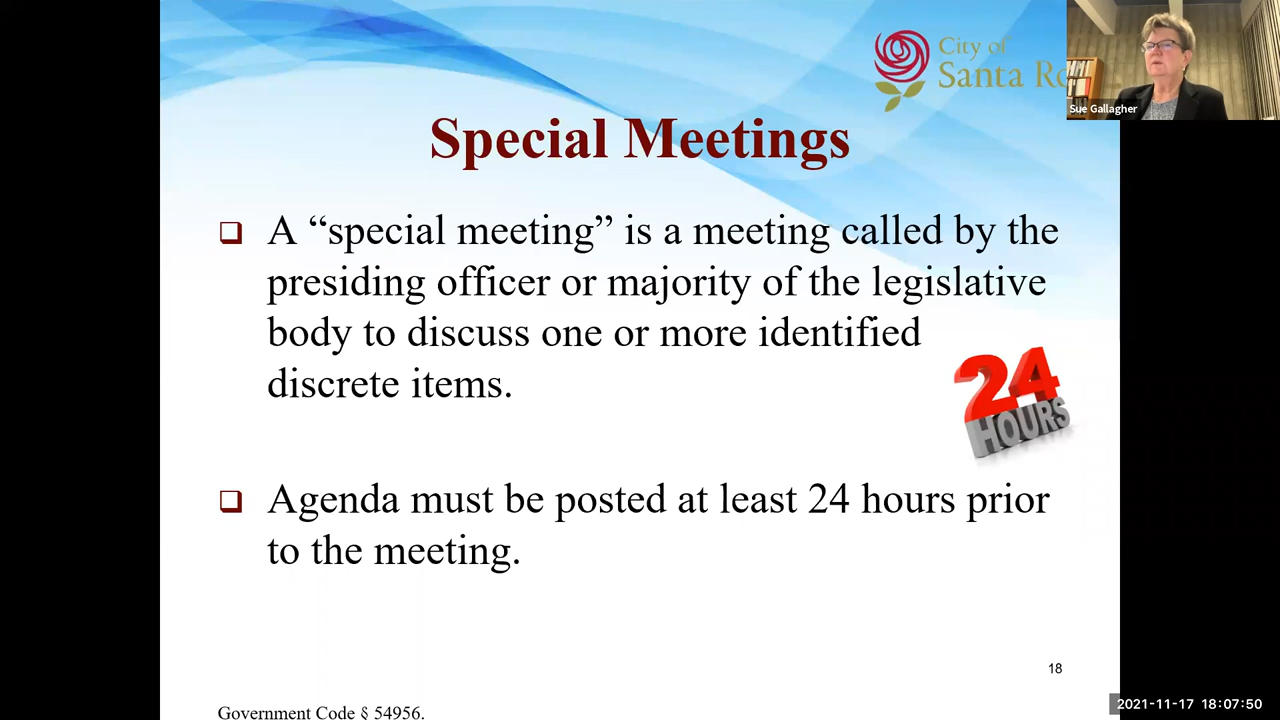 City of
Santa Ro
Sue Gallagher
Special Meetings
A “special meeting” is a meeting called by the
presiding officer or majority of the legislative
body to discuss one or more identified
discrete items.
24
HOURS
Agenda must be posted at least 24 hours prior
to the meeting.
18
Government Code § 54956.
2021-11-17 18:07:50